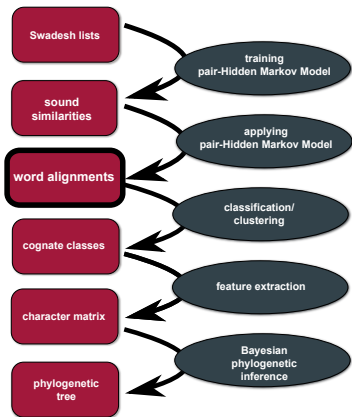 Swadesh lists
training
pair-Hidden Markov Model
sound
similarities
applying
pair-Hidden Markov Model
word alignments
classification/
clustering
cognate classes
feature extraction
character matrix
Bayesian
phylogenetic
inference
phylogenetic
tree